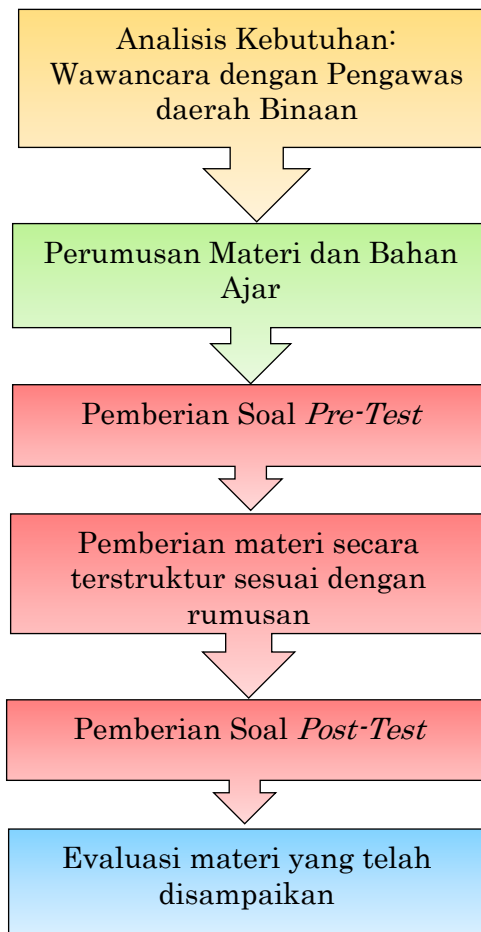 Analisis Kebutuhan:
Wawancara dengan Pengawas
daerah Binaan
Perumusan Materi dan Bahan
Ajar
Pemberian Soal Pre-Test
Pemberian materi secara
terstruktur sesuai dengan
rumusan
Pemberian Soal Post-Test
Evaluasi materi yang telah
disampaikan